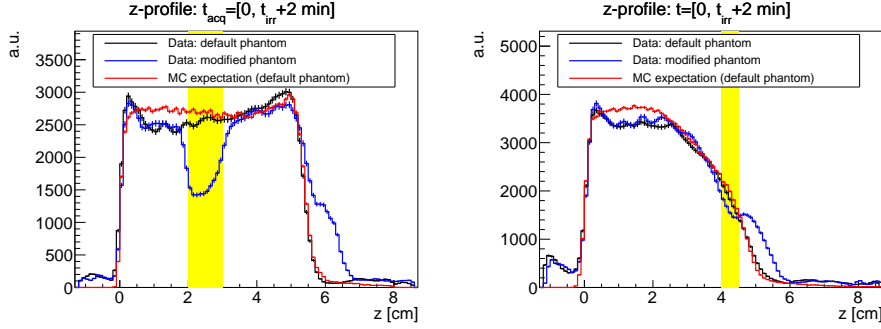 z-profile: t_acq=[0, t_irr+2 min]
a.u.
Data: default phantom
Data: modified phantom
MC expectation (default phantom)
3500
3000
2500
2000
1500
1000
500
0
0 2 4 6 8
z [cm]
z-profile: t=[0, t_irr+2 min]
a.u.
Data: default phantom
Data: modified phantom
MC expectation (default phantom)
5000
4000
3000
2000
1000
0
0 2 4 6 8
z [cm]